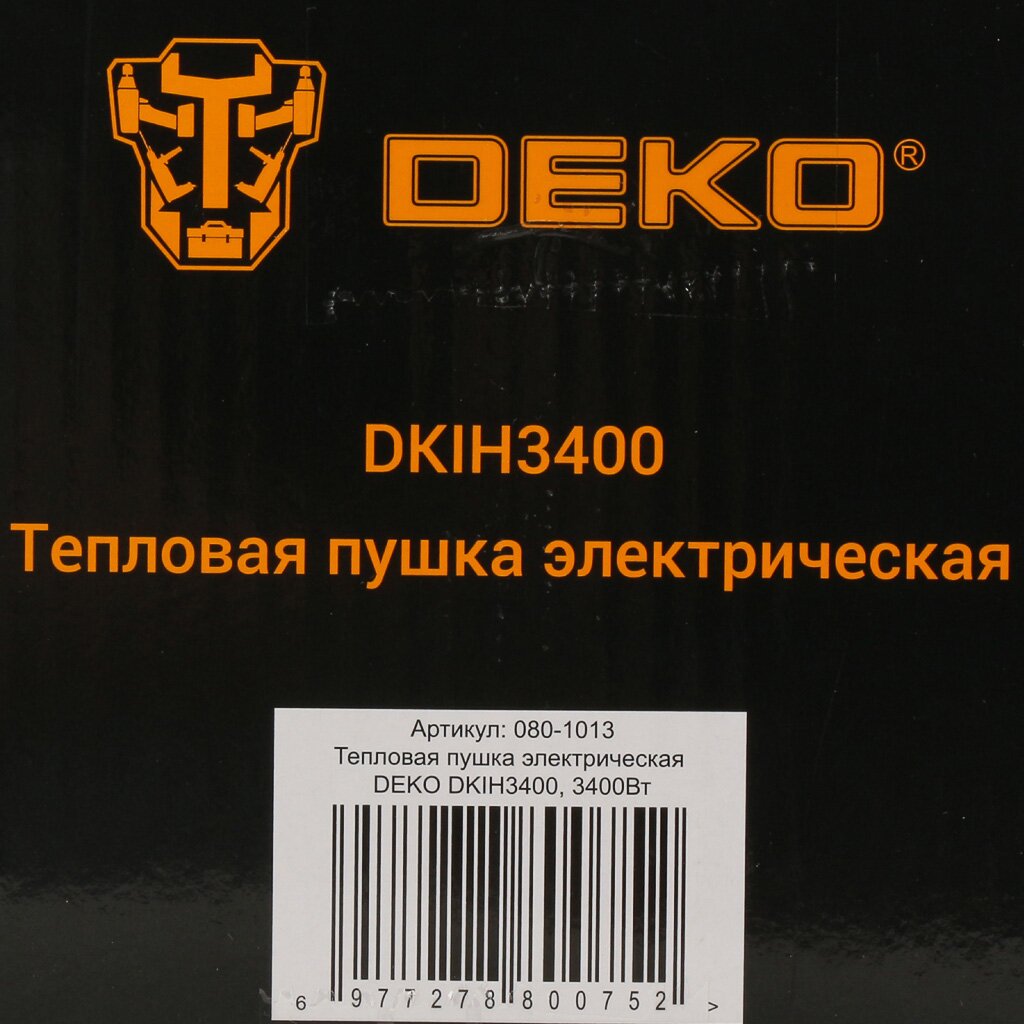 DEKO®
DKIH3400
Тепловая пушка электрическая
Артикул: 080-1013
Тепловая пушка электрическая
DEKO DKIH3400, 3400Вт
6 977278 800752 >